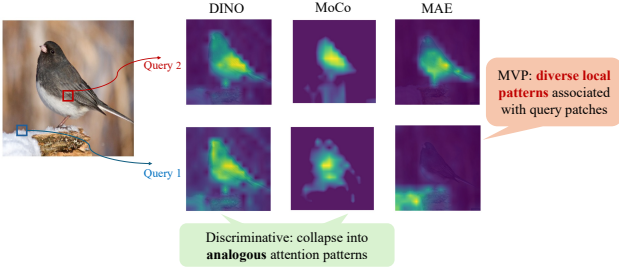 DINO
MoCo
MAE
Query 2
MVP: diverse local
patterns associated
with query patches
Query 1
Discriminative: collapse into
analogous attention patterns